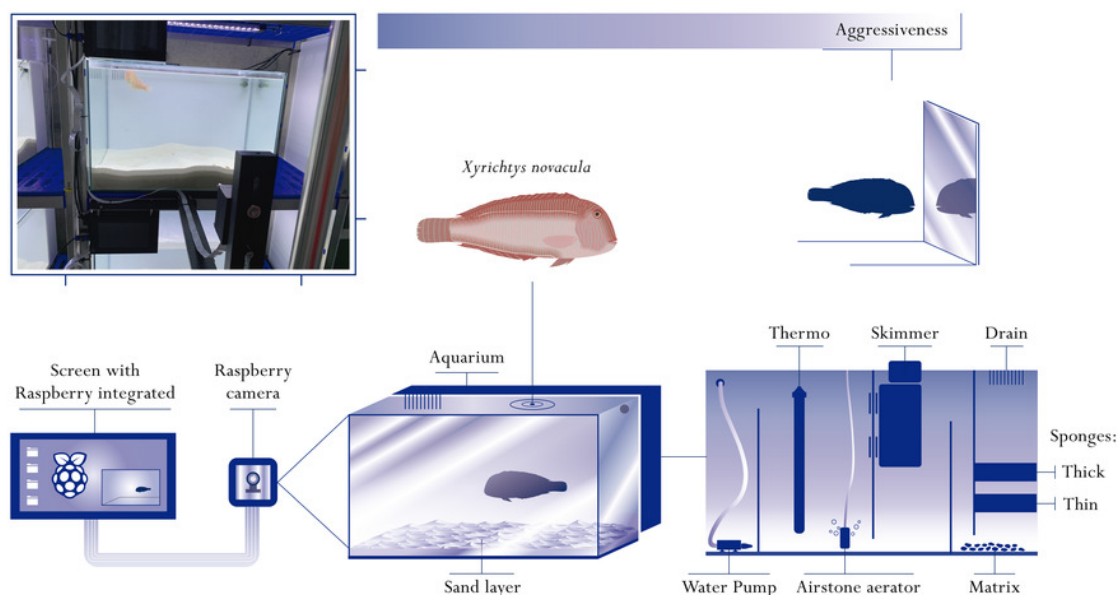 Aggressiveness
Xyrichtys novacula
Thermo
Skimmer
Drain
Aquarium
Screen with
Raspberry integrated
Raspberry
camera
Sponges:
Thick
Thin
Sand layer
Water Pump
Airstone aerator
Matrix